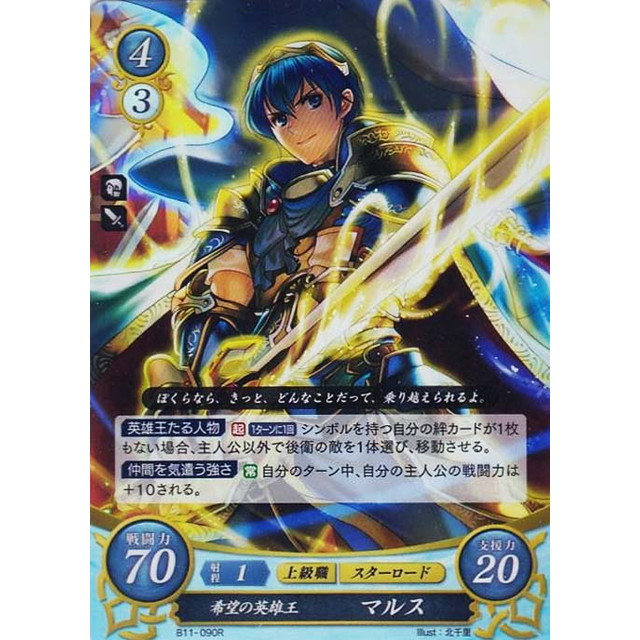 4
3
ぼくらなら、きっと、どんなことだって、乗り越えられるよ。
英雄王たる人物 起 1ターンに1回 シンボルを持つ自分の絆カードが1枚
もない場合、主人公以外で後衛の敵を1体選び、移動させる。
仲間を気遣う強さ 常 自分のターン中、自分の主人公の戦闘力は
+10される。
戦闘力
70
射程 1
上級職
スターロード
支援力
20
希望の英雄王 マルス
B11-090R
Illust：北千里